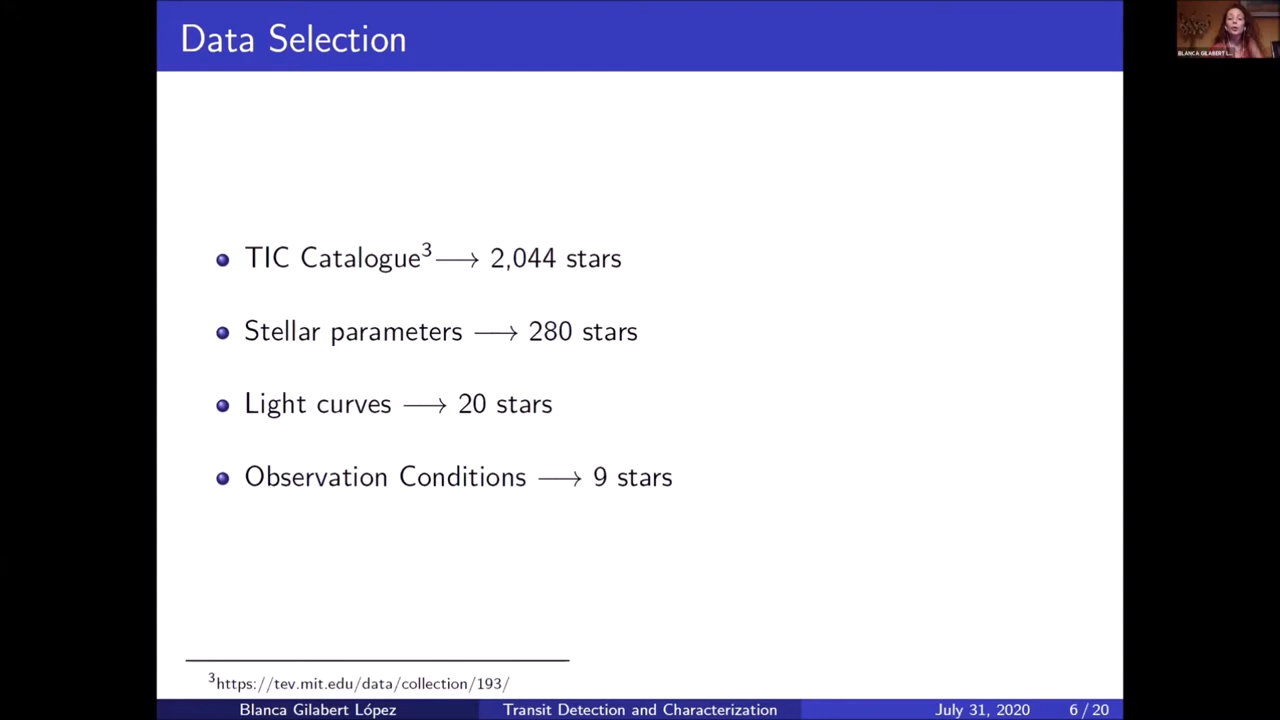 Data Selection
BLANCA GILABERT L...
TIC Catalogue³ → 2,044 stars
Stellar parameters → 280 stars
Light curves → 20 stars
Observation Conditions → 9 stars
³https://tev.mit.edu/data/collection/193/
Blanca Gilabert López Transit Detection and Characterization July 31, 2020 6 / 20